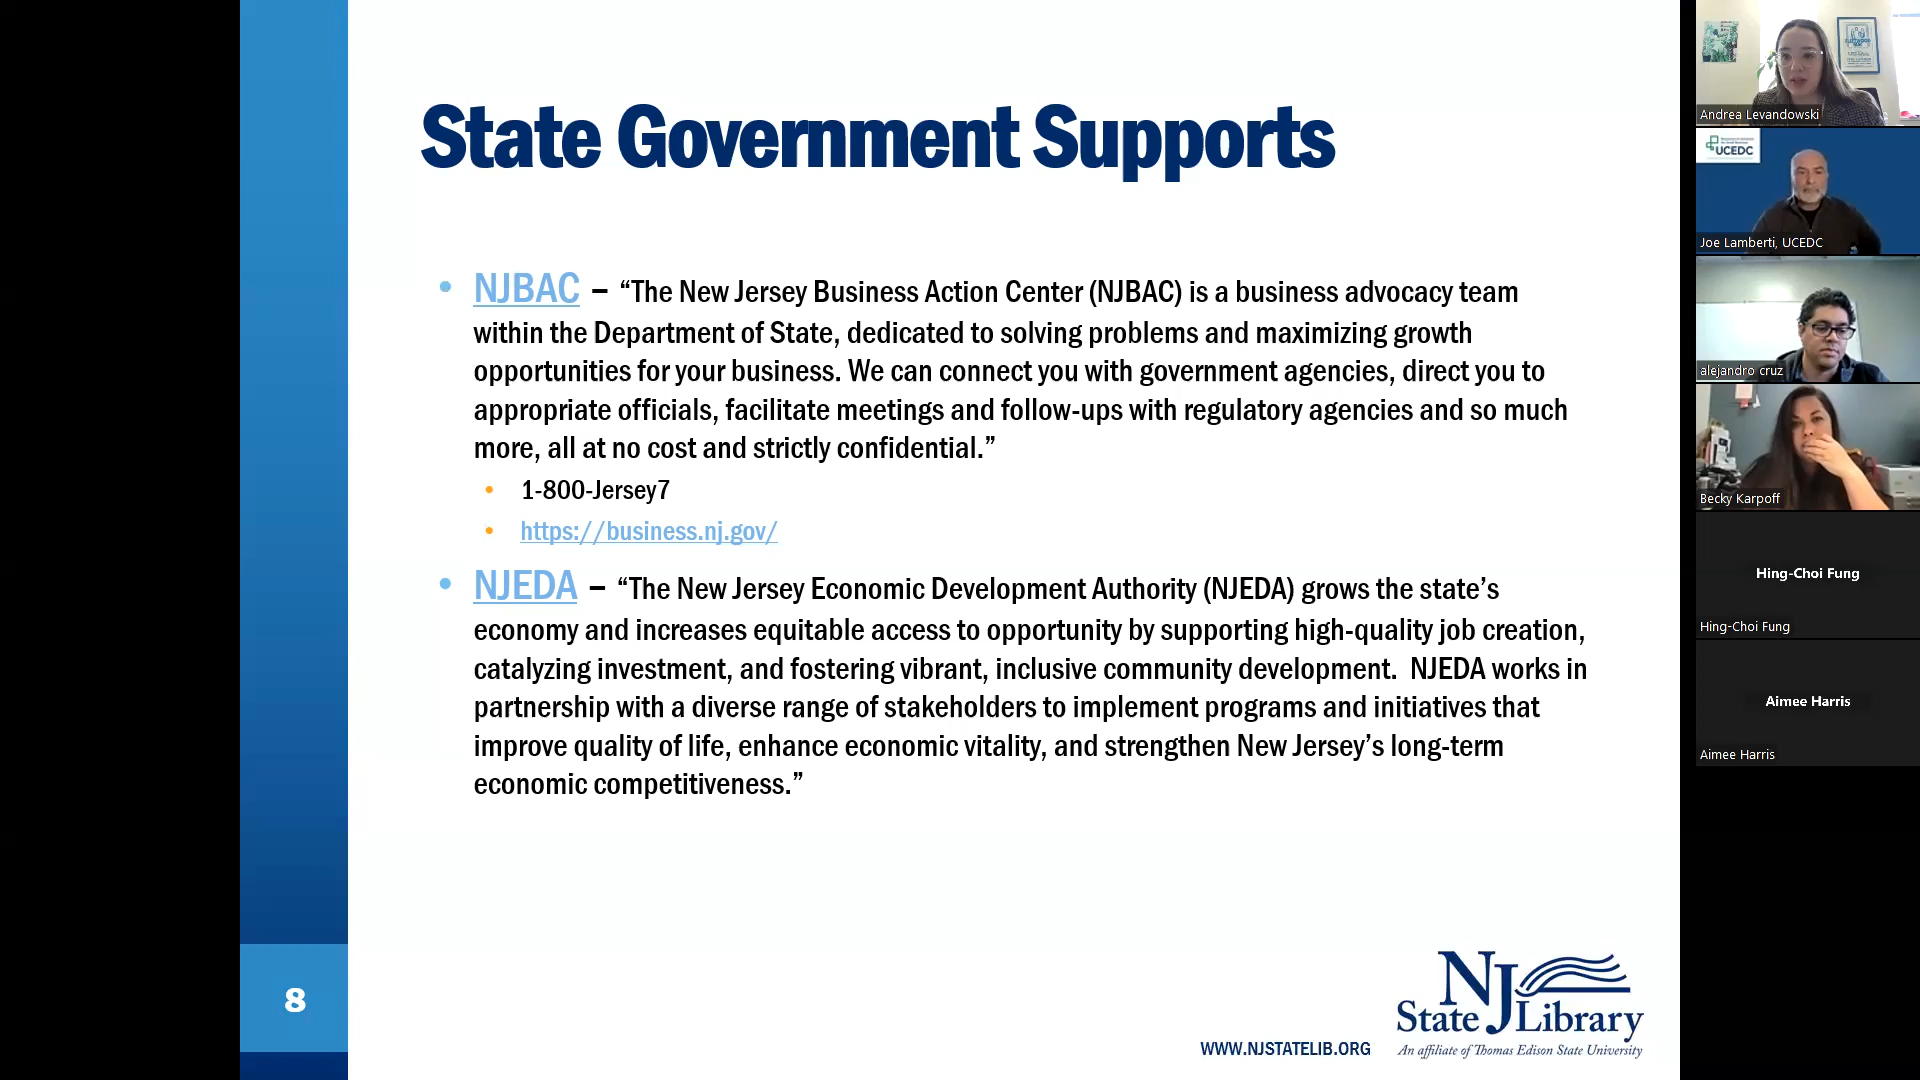 State Government Supports
• NJBAC – “The New Jersey Business Action Center (NJBAC) is a business advocacy team
within the Department of State, dedicated to solving problems and maximizing growth
opportunities for your business. We can connect you with government agencies, direct you to
appropriate officials, facilitate meetings and follow-ups with regulatory agencies and so much
more, all at no cost and strictly confidential.”
• 1-800-Jersey7
• https://business.nj.gov/
• NJEDA – “The New Jersey Economic Development Authority (NJEDA) grows the state’s
economy and increases equitable access to opportunity by supporting high-quality job creation,
catalyzing investment, and fostering vibrant, inclusive community development.  NJEDA works in
partnership with a diverse range of stakeholders to implement programs and initiatives that
improve quality of life, enhance economic vitality, and strengthen New Jersey’s long-term
economic competitiveness.”
8
WWW.NJSTATELIB.ORG
NJ
State Library
An affiliate of Thomas Edison State University
Andrea Levandowski
UCEDC
Joe Lamberti, UCEDC
alejandro cruz
Becky Karpoff
Hing-Choi Fung
Hing-Choi Fung
Aimee Harris
Aimee Harris